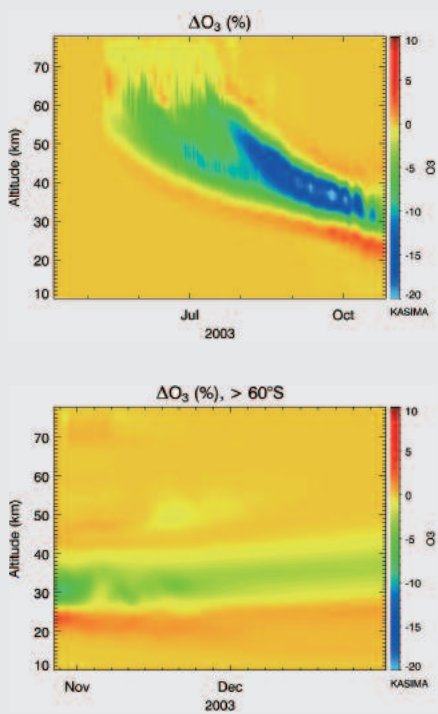 ΔO₃ (%)
Altitude (km)
70
60
50
40
30
20
10
Jul
Oct
2003
10
5
0
-5
-10
-15
-20
O3
KASIMA
ΔO₃ (%), > 60°S
Altitude (km)
70
60
50
40
30
20
10
Nov
Dec
2003
10
5
0
-5
-10
-15
-20
O3
KASIMA